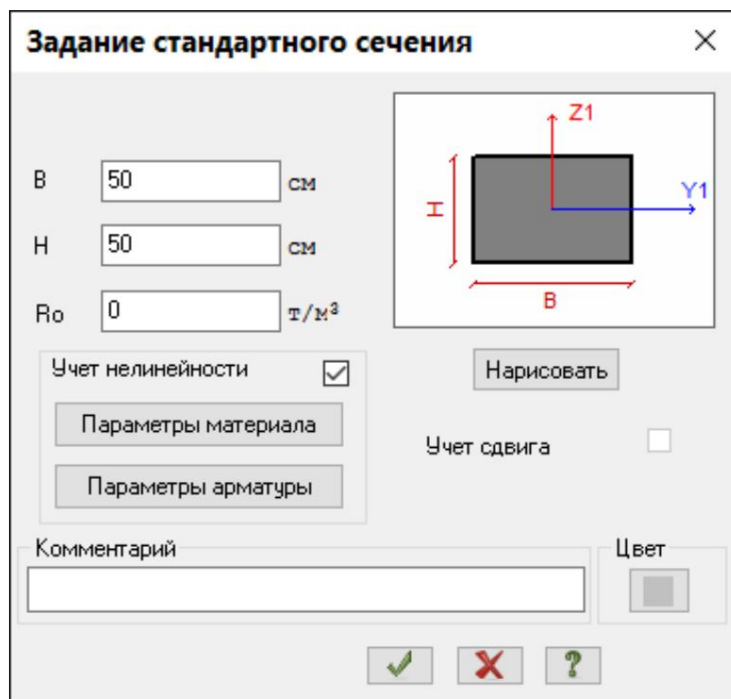 Задание стандартного сечения
Z1
B 50 см
Y1
H
H 50 см
B
Ro 0 т/м³
Учет нелинейности
Нарисовать
Параметры материала
Учет сдвига
Параметры арматуры
Комментарий
Цвет
?